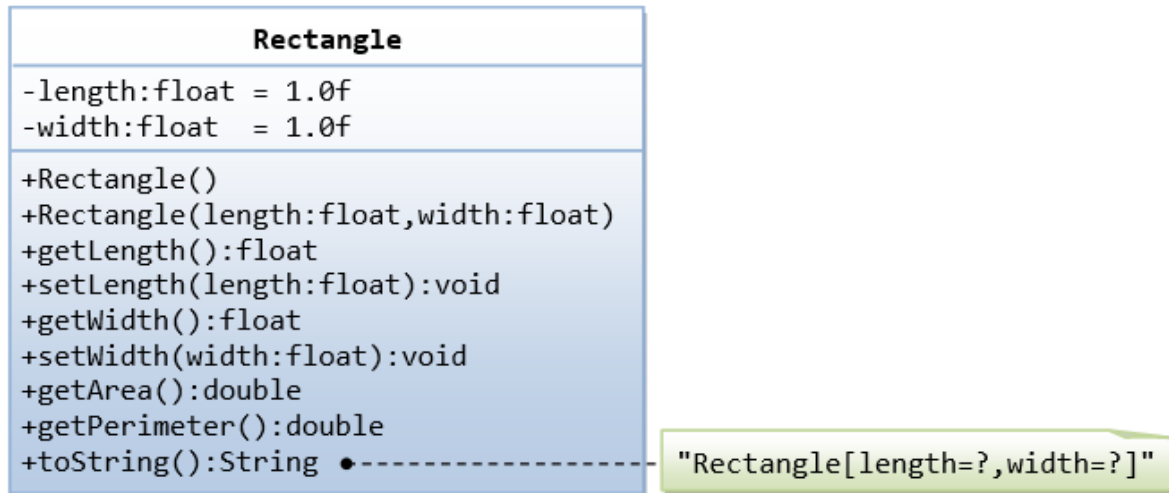 Rectangle
-length:float = 1.0f
-width:float  = 1.0f
+Rectangle()
+Rectangle(length:float,width:float)
+getLength():float
+setLength(length:float):void
+getWidth():float
+setWidth(width:float):void
+getArea():double
+getPerimeter():double
+toString():String
"Rectangle[length=?,width=?]"